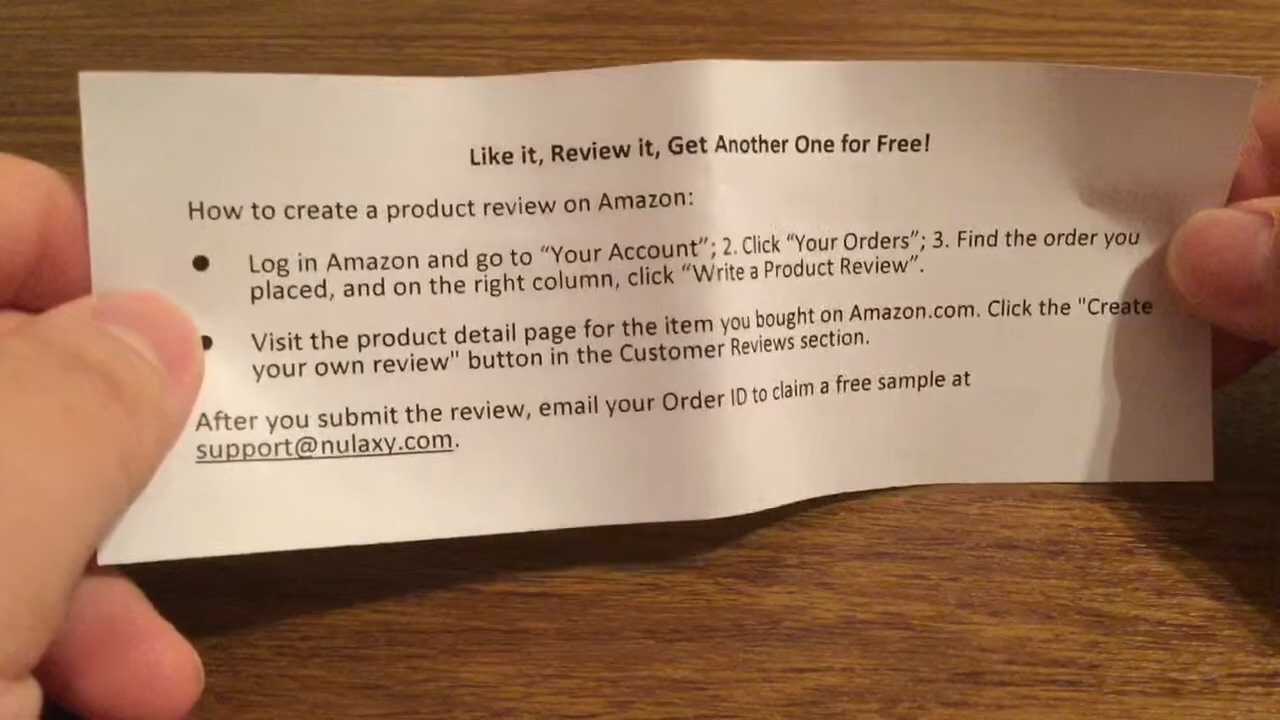 Like it, Review it, Get Another One for Free!
How to create a product review on Amazon:
● Log in Amazon and go to “Your Account”; 2. Click “Your Orders”; 3. Find the order you
placed, and on the right column, click “Write a Product Review”.
● Visit the product detail page for the item you bought on Amazon.com. Click the "Create
your own review" button in the Customer Reviews section.
After you submit the review, email your Order ID to claim a free sample at
support@nulaxy.com.